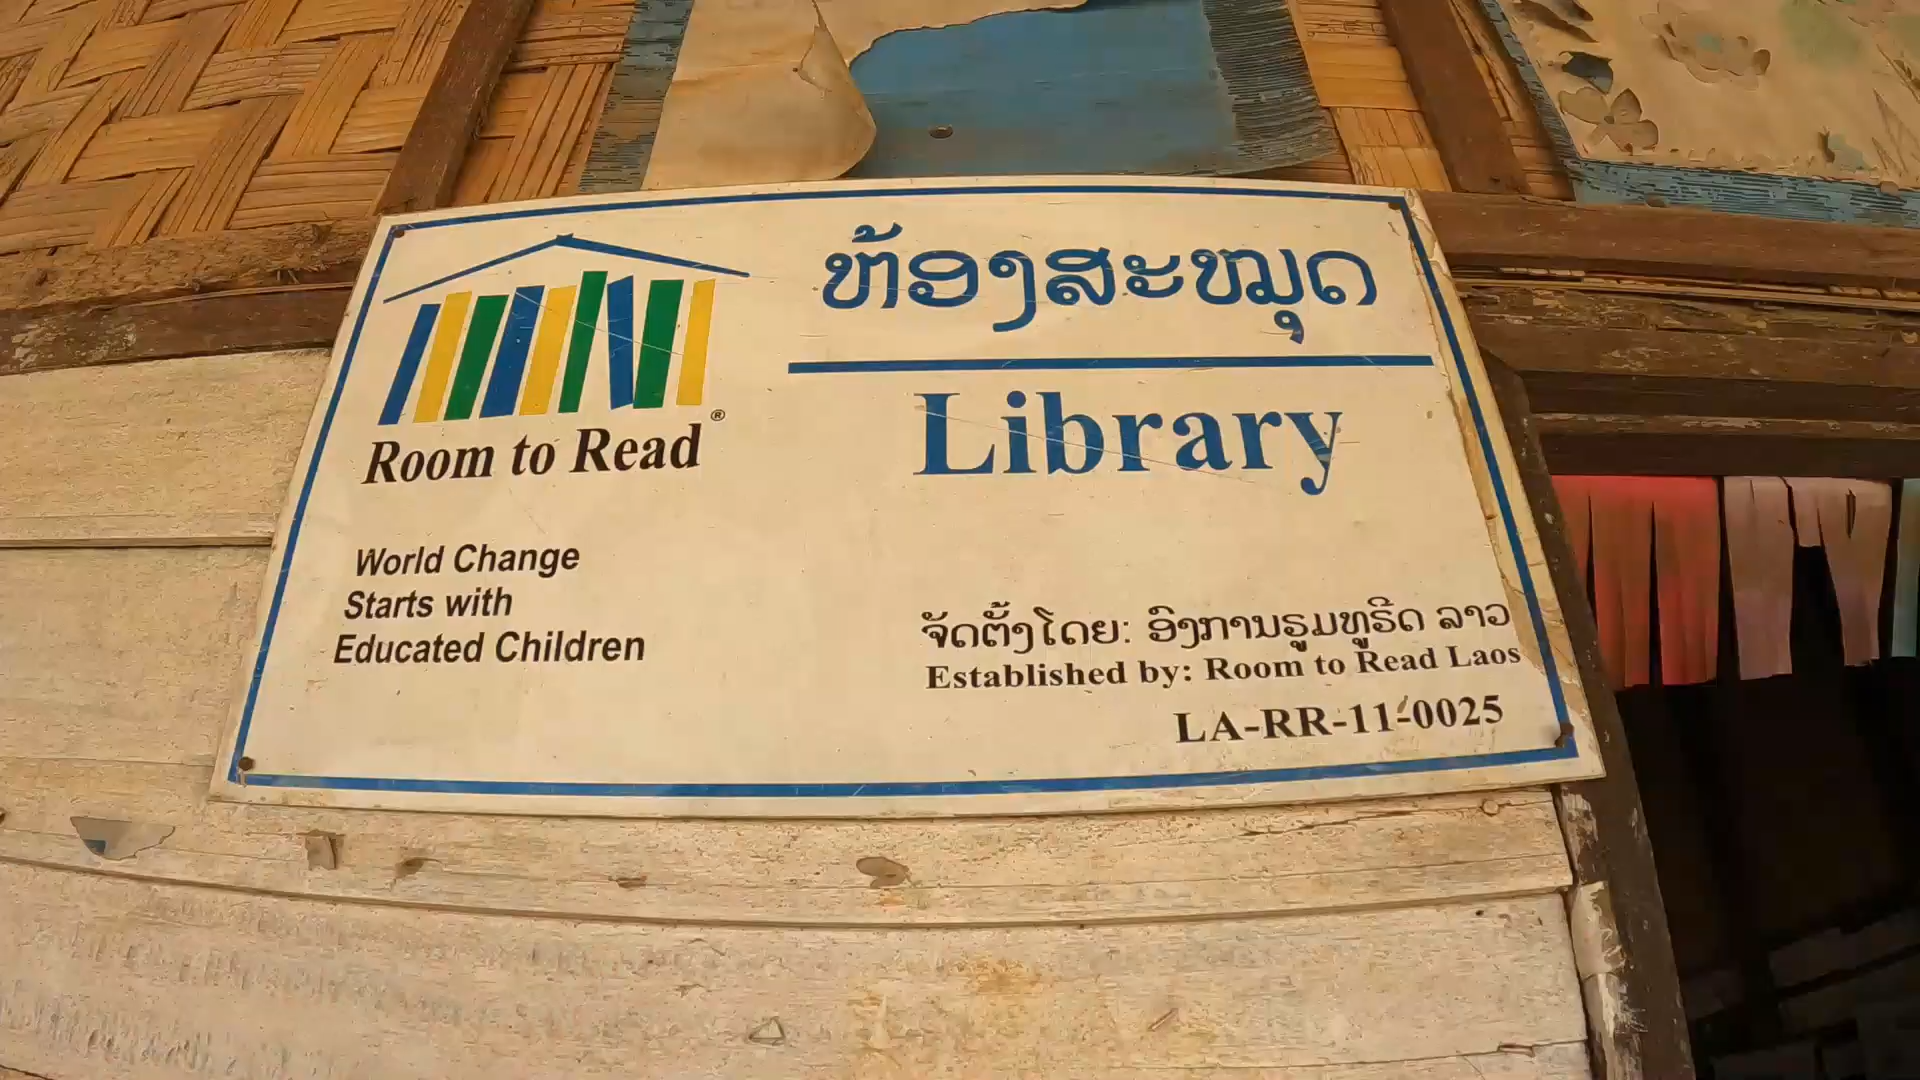 ຫ້ອງສະໝຸດ
Library
Room to Read®
World Change
Starts with
Educated Children
ຈັດຕັ້ງໂດຍ: ອົງການຣູມທູຣີດ ລາວ
Established by: Room to Read Laos
LA-RR-11-0025